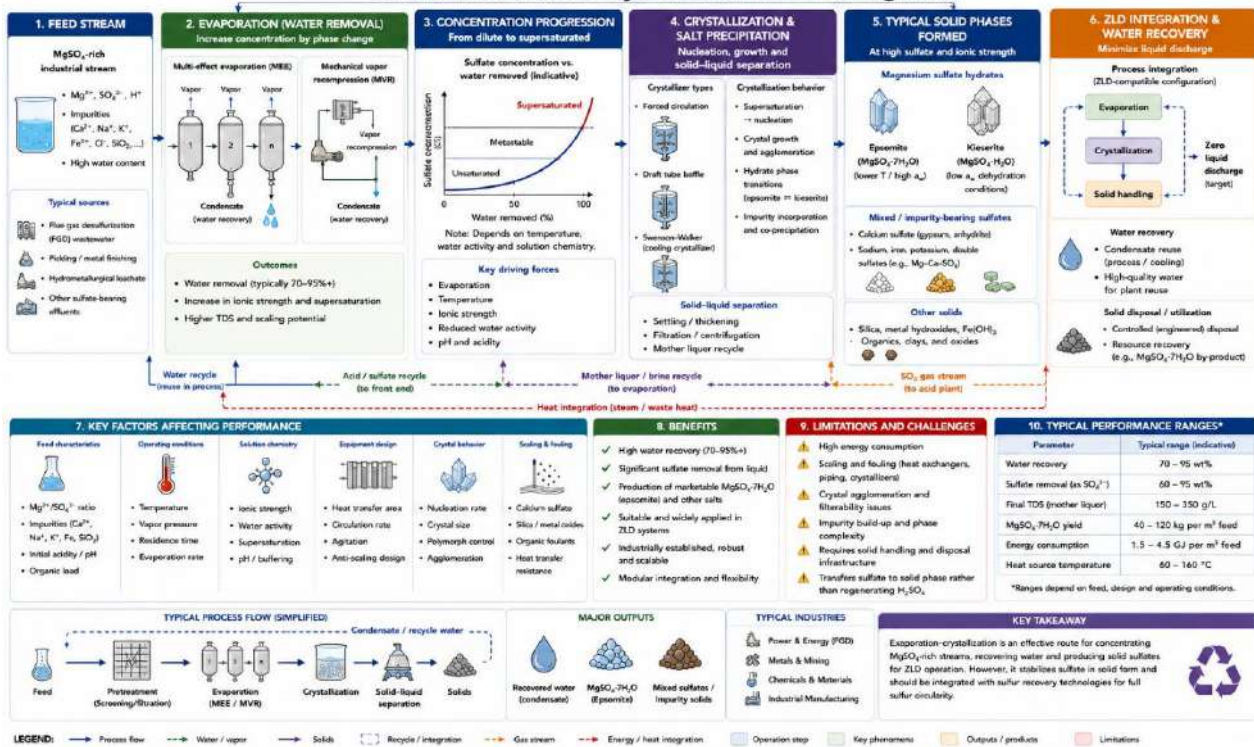 1. FEED STREAM
MgSO₄-rich
industrial stream
• Mg²⁺, SO₄²⁻, H⁺
• Impurities
(Ca²⁺, Na⁺, K⁺,
Fe²⁺, Cl⁻, SiO₂, ...)
• High water content
Typical sources
• Flue gas desulfurization
(FGD) wastewater
• Pickling / metal finishing
• Hydrometallurgical leachate
• Other sulfate-bearing
effluents
2. EVAPORATION (WATER REMOVAL)
Increase concentration by phase change
Multi-effect evaporation (MEE)
Vapor
Vapor
Vapor
1
2
n
Condensate
(water recovery)
Mechanical vapor
recompression (MVR)
Vapor
recompression
Condensate
(water recovery)
Outcomes
• Water removal (typically 70–95%+)
• Increase in ionic strength and supersaturation
• Higher TDS and scaling potential
3. CONCENTRATION PROGRESSION
From dilute to supersaturated
Sulfate concentration vs.
water removed (indicative)
Supersaturated
Metastable
Unsaturated
0
50
100
Water removed (%)
Note: Depends on temperature,
water activity and solution chemistry.
Key driving forces
• Evaporation
• Temperature
• Ionic strength
• Reduced water activity
• pH and acidity
4. CRYSTALLIZATION &
SALT PRECIPITATION
Nucleation, growth and
solid–liquid separation
Crystallizer types
• Forced circulation
• Draft tube baffle
• Swenson-Walker
(cooling crystallizer)
Crystallization behavior
• Supersaturation
→ nucleation
• Crystal growth
and agglomeration
• Hydrate phase
transitions
(epsomite ⇌ kieserite)
• Impurity incorporation
and co-precipitation
Solid–liquid separation
• Settling / thickening
• Filtration / centrifugation
• Mother liquor recycle
5. TYPICAL SOLID PHASES
FORMED
At high sulfate and ionic strength
Magnesium sulfate hydrates
Epsomite
(MgSO₄·7H₂O)
(lower T / high a_w)
Kieserite
(MgSO₄·H₂O)
(low a_w dehydration
conditions)
Mixed / impurity-bearing sulfates
• Calcium sulfate (gypsum, anhydrite)
• Sodium, iron, potassium, double
sulfates (e.g., Mg–Ca–SO₄)
Other solids
• Silica, metal hydroxides, Fe(OH)₃
· Organics, clays, and oxides
6. ZLD INTEGRATION &
WATER RECOVERY
Minimize liquid discharge
Process integration
(ZLD-compatible configuration)
Evaporation
Crystallization
Solid handling
Zero
liquid
discharge
(target)
Water recovery
• Condensate reuse
(process / cooling)
• High-quality water
for plant reuse
Solid disposal / utilization
• Controlled (engineered) disposal
• Resource recovery
(e.g., MgSO₄·7H₂O by-product)
Water recycle
(reuse in process)
Acid / sulfate recycle
(to front end)
Mother liquor / brine recycle
(to evaporation)
SO₂ gas stream
(to acid plant)
Heat integration (steam / waste heat)
7. KEY FACTORS AFFECTING PERFORMANCE
Feed characteristics
• Mg²⁺/SO₄²⁻ ratio
• Impurities (Ca²⁺,
Na⁺, K⁺, Fe, SiO₂)
• Initial acidity / pH
• Organic load
Operating conditions
• Temperature
• Vapor pressure
• Residence time
• Evaporation rate
Solution chemistry
• Ionic strength
• Water activity
• Supersaturation
• pH / buffering
Equipment design
• Heat transfer area
• Circulation rate
• Agitation
• Anti-scaling design
Crystal behavior
• Nucleation rate
• Crystal size
• Polymorph control
• Agglomeration
Scaling & fouling
• Calcium sulfate
• Silica / metal oxides
• Organic foulants
• Heat transfer
resistance
8. BENEFITS
✓ High water recovery (70–95%+)
✓ Significant sulfate removal from liquid
✓ Production of marketable MgSO₄·7H₂O
(epsomite) and other salts
✓ Suitable and widely applied in
ZLD systems
✓ Industrially established, robust
and scalable
✓ Modular integration and flexibility
9. LIMITATIONS AND CHALLENGES
High energy consumption
Scaling and fouling (heat exchangers,
piping, crystallizers)
Crystal agglomeration and
filterability issues
Impurity build-up and phase
complexity
Requires solid handling and disposal
infrastructure
Transfers sulfate to solid phase rather
than regenerating H₂SO₄
10. TYPICAL PERFORMANCE RANGES*
Parameter Typical range (indicative)
Water recovery 70 – 95 wt%
Sulfate removal (as SO₄²⁻) 60 – 95 wt%
Final TDS (mother liquor) 150 – 350 g/L
MgSO₄·7H₂O yield 40 – 120 kg per m³ feed
Energy consumption 1.5 – 4.5 GJ per m³ feed
Heat source temperature 60 – 160 °C
*Ranges depend on feed, design and operating conditions.
TYPICAL PROCESS FLOW (SIMPLIFIED)
Condensate / recycle water
Feed
Pretreatment
(Screening/filtration)
Evaporation
(MEE / MVR)
Crystallization
Solid–liquid
separation
Solids
MAJOR OUTPUTS
Recovered water
(condensate)
MgSO₄·7H₂O
(Epsomite)
Mixed sulfates /
Impurity solids
TYPICAL INDUSTRIES
Power & Energy (FGD)
Metals & Mining
Chemicals & Materials
Industrial Manufacturing
KEY TAKEAWAY
Evaporation–crystallization is an effective route for concentrating
MgSO₄-rich streams, recovering water and producing solid sulfates
for ZLD operation. However, it stabilizes sulfate in solid form and
should be integrated with sulfur recovery technologies for full
sulfur circularity.
LEGEND: Process flow Water / vapor Solids Recycle / integration Gas stream Energy / heat integration Operation step Key phenomena Outputs / products Limitations